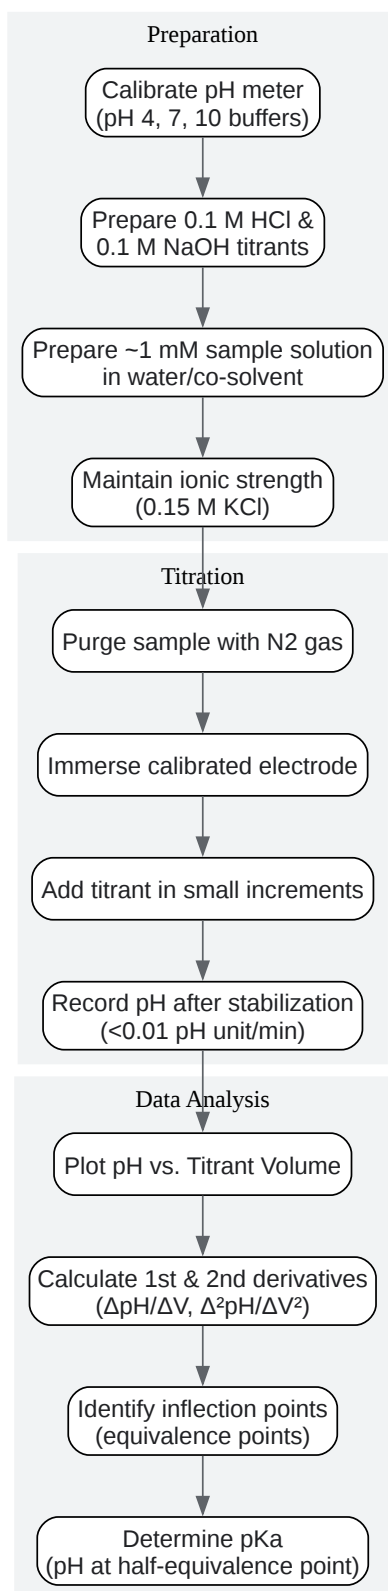 Preparation
Calibrate pH meter
(pH 4, 7, 10 buffers)
Prepare 0.1 M HCl &
0.1 M NaOH titrants
Prepare ~1 mM sample solution
in water/co-solvent
Maintain ionic strength
(0.15 M KCl)
Titration
Purge sample with N2 gas
Immerse calibrated electrode
Add titrant in small increments
Record pH after stabilization
(<0.01 pH unit/min)
Data Analysis
Plot pH vs. Titrant Volume
Calculate 1st & 2nd derivatives
(ΔpH/ΔV, Δ²pH/ΔV²)
Identify inflection points
(equivalence points)
Determine pKa
(pH at half-equivalence point)